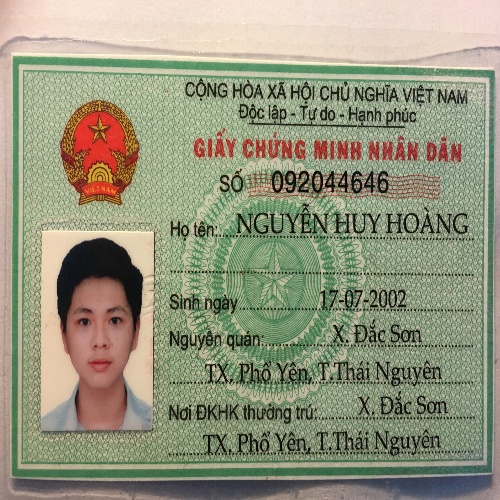 CỘNG HÒA XÃ HỘI CHỦ NGHĨA VIỆT NAM
Độc lập - Tự do - Hạnh phúc
GIẤY CHỨNG MINH NHÂN DÂN
SỐ 092044646
Họ tên: NGUYỄN HUY HOÀNG
Sinh ngày 17-07-2002
Nguyên quán: X. Đắc Sơn
TX. Phổ Yên, T.Thái Nguyên
Nơi ĐKHK thường trú: X. Đắc Sơn
TX. Phổ Yên, T.Thái Nguyên
VIỆT NAM